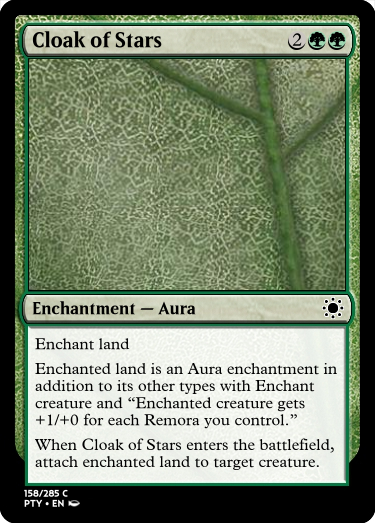 Cloak of Stars 2
Enchantment — Aura
Enchant land
Enchanted land is an Aura enchantment in
addition to its other types with Enchant
creature and “Enchanted creature gets
+1/+0 for each Remora you control.”
When Cloak of Stars enters the battlefield,
attach enchanted land to target creature.
158/285 C
PTY • EN